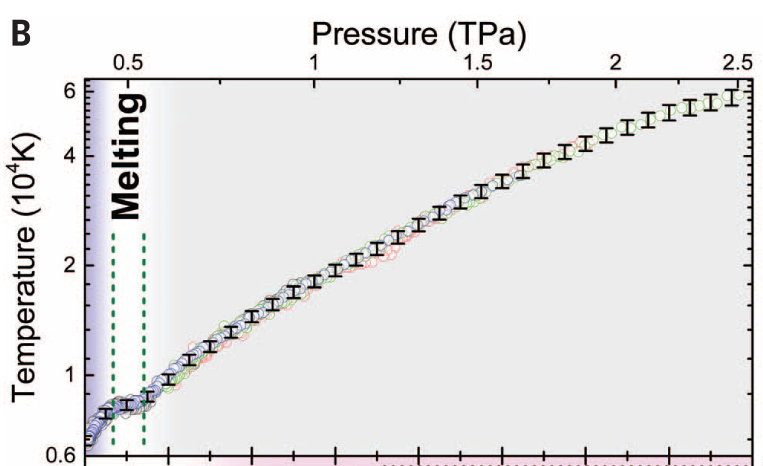 B
Pressure (TPa)
0.5 1 1.5 2 2.5
Melting
Temperature (10⁴K)
6
4
2
1
0.6